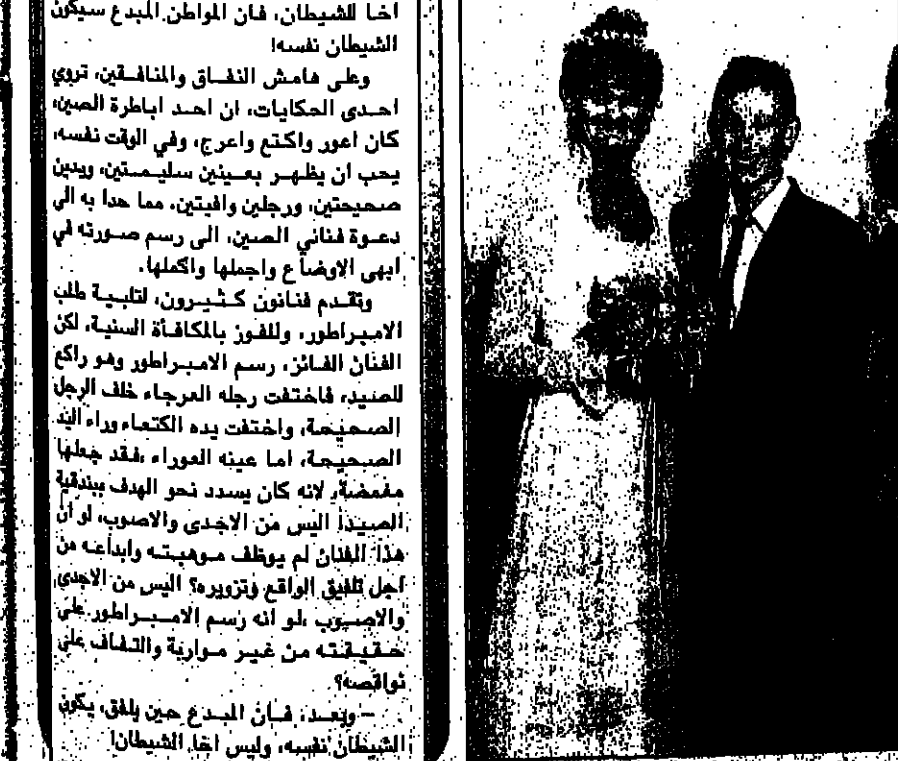 اخا للشيطان، فان المواطن المبدع سيكون
الشيطان نفسه!
وعلى هامش النفاق والمنافقين، تروي
احدى الحكايات، ان احد اباطرة الصين،
كان اعور واكتع واعرج، وفي الوقت نفسه،
يحب ان يظهر بعينين سليمتين، ويدين
صحيحتين، ورجلين وافيتين، مما حدا به الى
دعوة فناني الصين، الى رسم صورته في
ابهى الاوضاع واجملها واكملها.
وتقدم فنانون كثيرون، لتلبية طلب
الامبراطور، وللفوز بالمكافأة السنية، لكن
الفنان الفائز، رسم الامبراطور وهو راكع
للصيد، فاختفت رجله العرجاء خلف الرجل
الصحيحة، واختفت يده الكتعاء وراء اليد
الصحيحة، اما عينه العوراء ،فقد جعلها
مغمضة، لانه كان يسدد نحو الهدف ببندقية
الصيد! اليس من الاجدى والاصوب، لو ان
هذا الفنان لم يوظف موهبته وابداعه من
اجل تلفيق الواقع وتزويره؟ اليس من الاجدى
والاصوب ،لو انه رسم الامبراطور على
حقيقته من غير مواربة والتفاف على
نواقصه؟
– وبعد، فان المبدع حين يلفق، يكون
الشيطان نفسه، وليس اخا الشيطان!